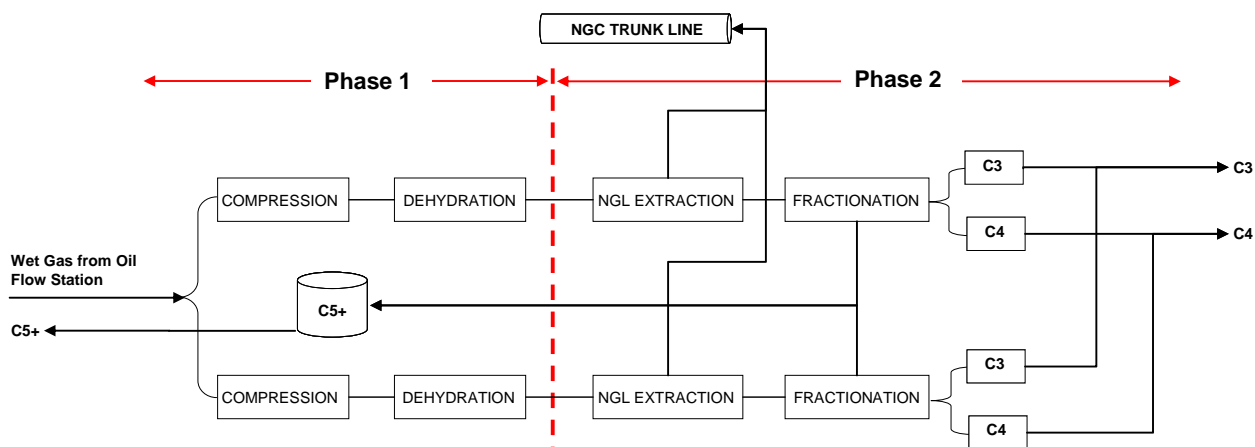 NGC TRUNK LINE
Phase 1
Phase 2
C3
C3
COMPRESSION
DEHYDRATION
NGL EXTRACTION
FRACTIONATION
C4
C4
Wet Gas from Oil
Flow Station
C5+
C5+
C3
COMPRESSION
DEHYDRATION
NGL EXTRACTION
FRACTIONATION
C4